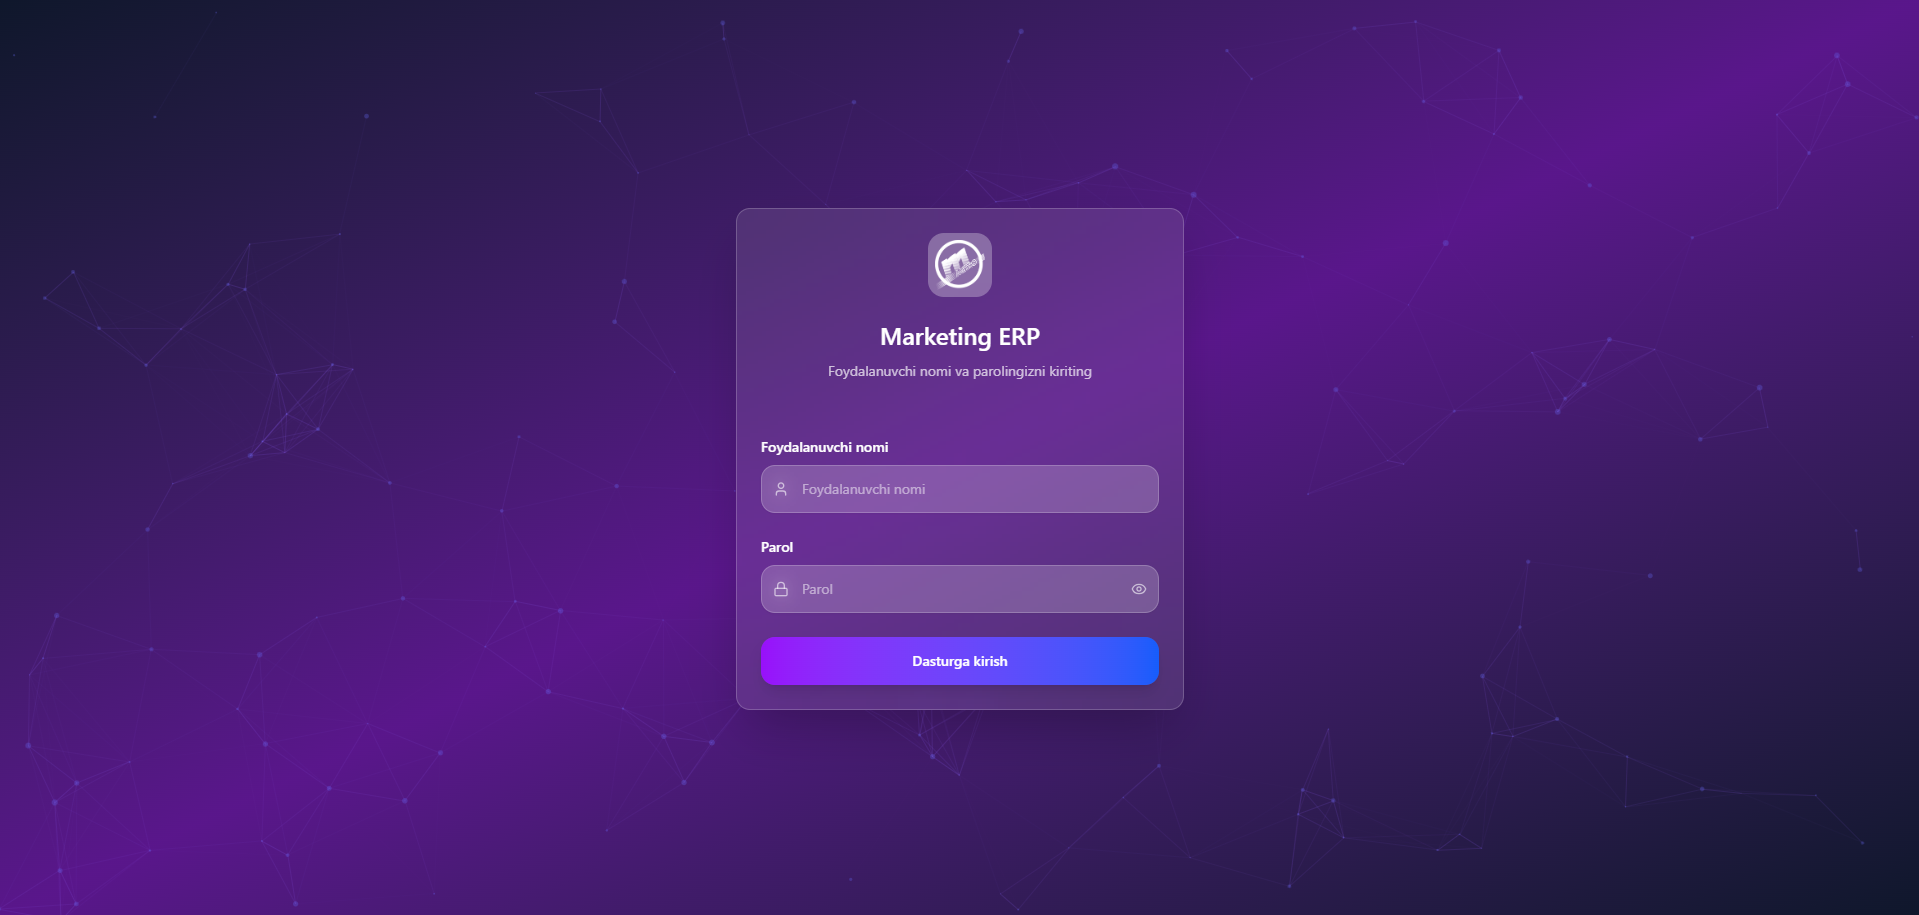 Marketing ERP
Foydalanuvchi nomi va parolingizni kiriting
Foydalanuvchi nomi
Foydalanuvchi nomi
Parol
Parol
Dasturga kirish